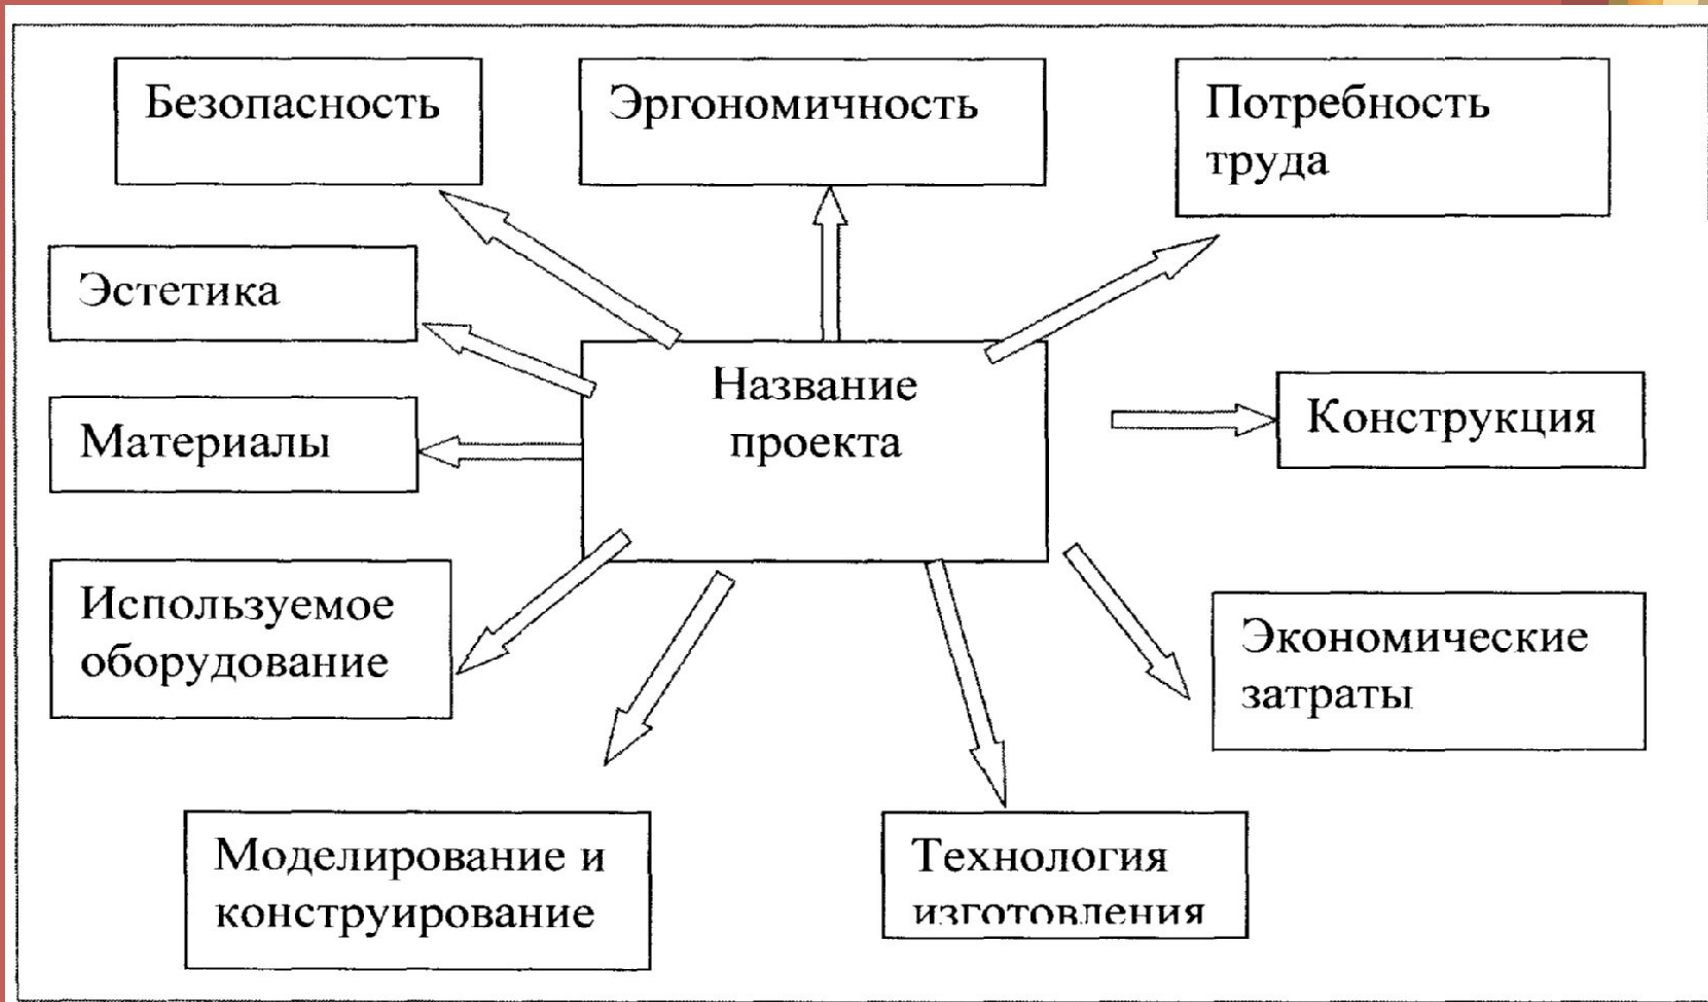 Безопасность
Эргономичность
Потребность
труда
Эстетика
Название
проекта
Конструкция
Материалы
Используемое
оборудование
Экономические
затраты
Моделирование и
конструирование
Технология
изготовления